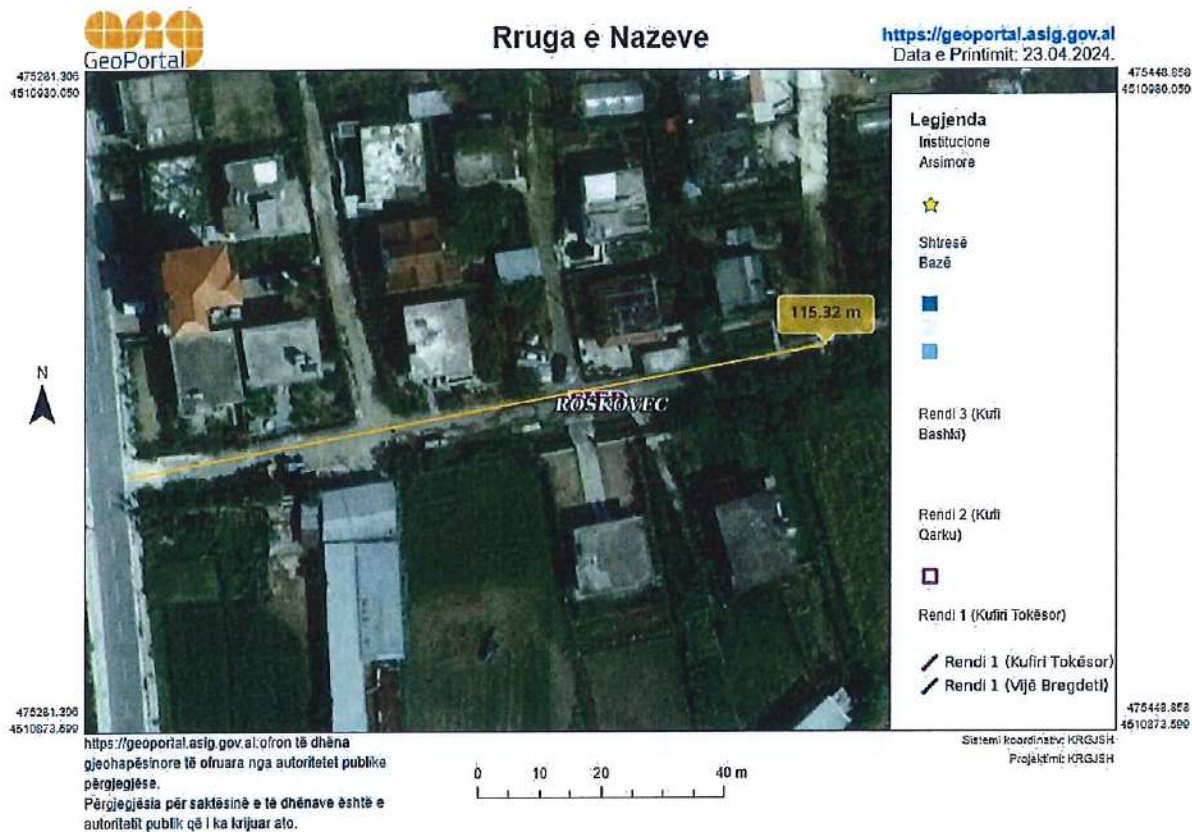 asig
GeoPortal
Rruga e Nazeve
https://geoportal.asig.gov.al
Data e Printimit: 23.04.2024.
475281.306
4510980.050
475448.858
4510980.050
Legjenda
Institucione
Arsimore
Shtresë
Bazë
Rendi 3 (Kufi
Bashki)
Rendi 2 (Kufi
Qarku)
Rendi 1 (Kufiri Tokësor)
Rendi 1 (Kufiri Tokësor)
Rendi 1 (Vijë Bregdeti)
115.32 m
ROSKOVEC
N
475281.306
4510873.599
475448.858
4510873.599
https://geoportal.asig.gov.al:ofron të dhëna
gjeohapësinore të ofruara nga autoritetet publike
përgjegjëse.
Përgjegjësia për saktësinë e të dhënave është e
autoritetit publik që i ka krijuar ato.
0 10 20 40 m
Sistemi koordinativ: KRGJSH
Projektimi: KRGJSH